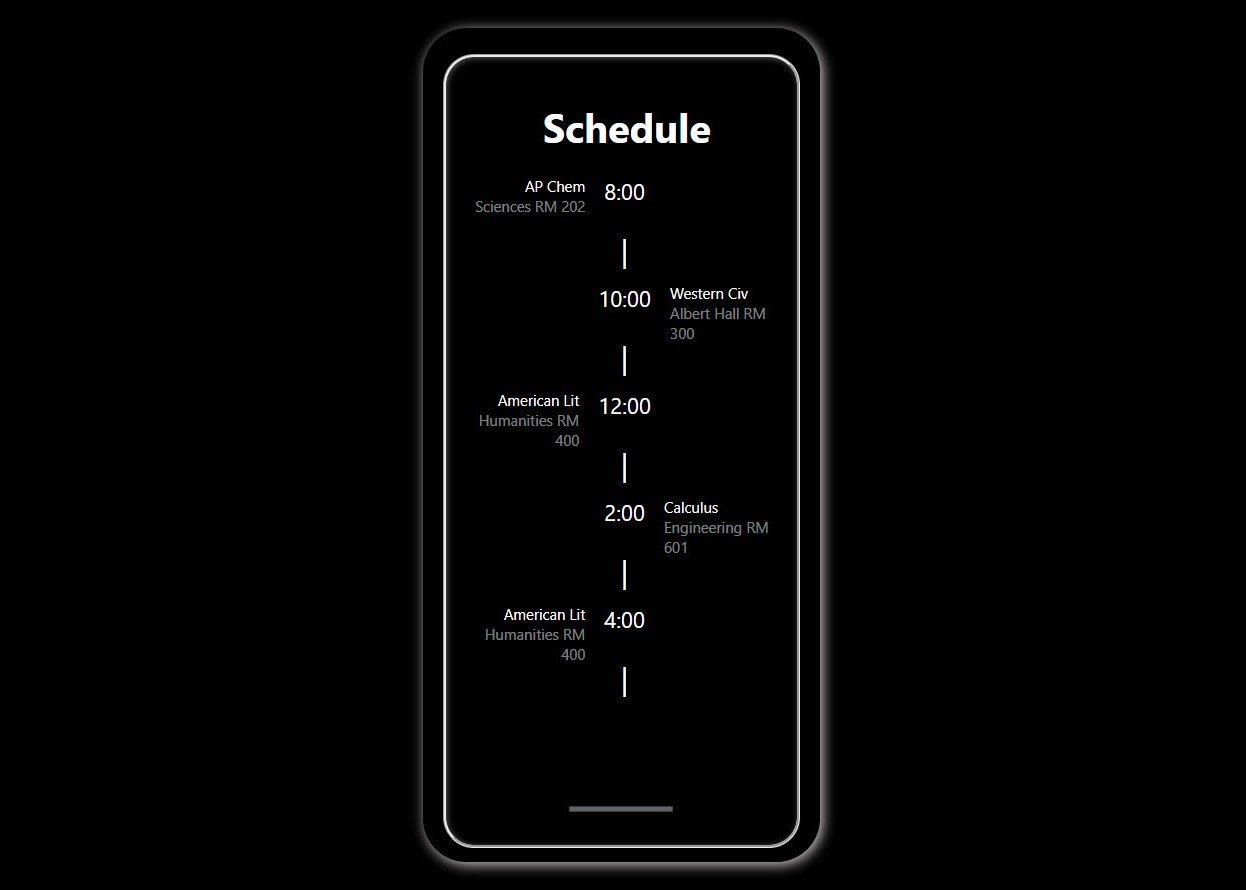 Schedule
AP Chem
Sciences RM 202
8:00
10:00
Western Civ
Albert Hall RM
300
American Lit
Humanities RM
400
12:00
2:00
Calculus
Engineering RM
601
American Lit
Humanities RM
400
4:00